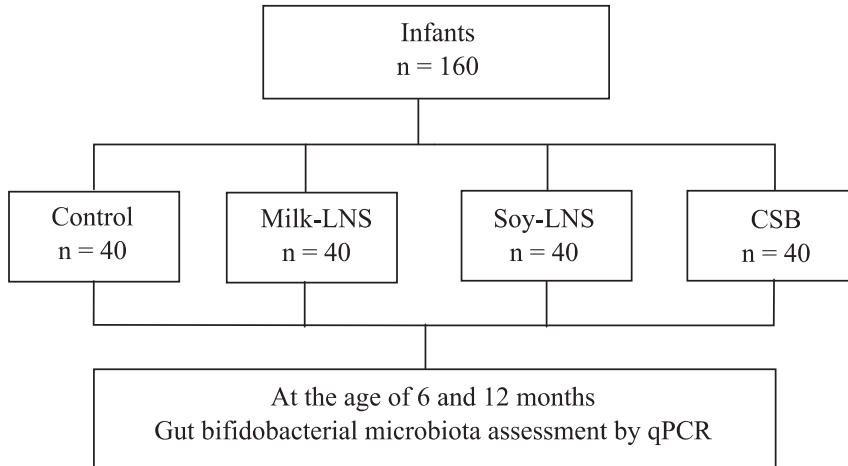 Infants
n = 160
Control
n = 40
Milk-LNS
n = 40
Soy-LNS
n = 40
CSB
n = 40
At the age of 6 and 12 months
Gut bifidobacterial microbiota assessment by qPCR